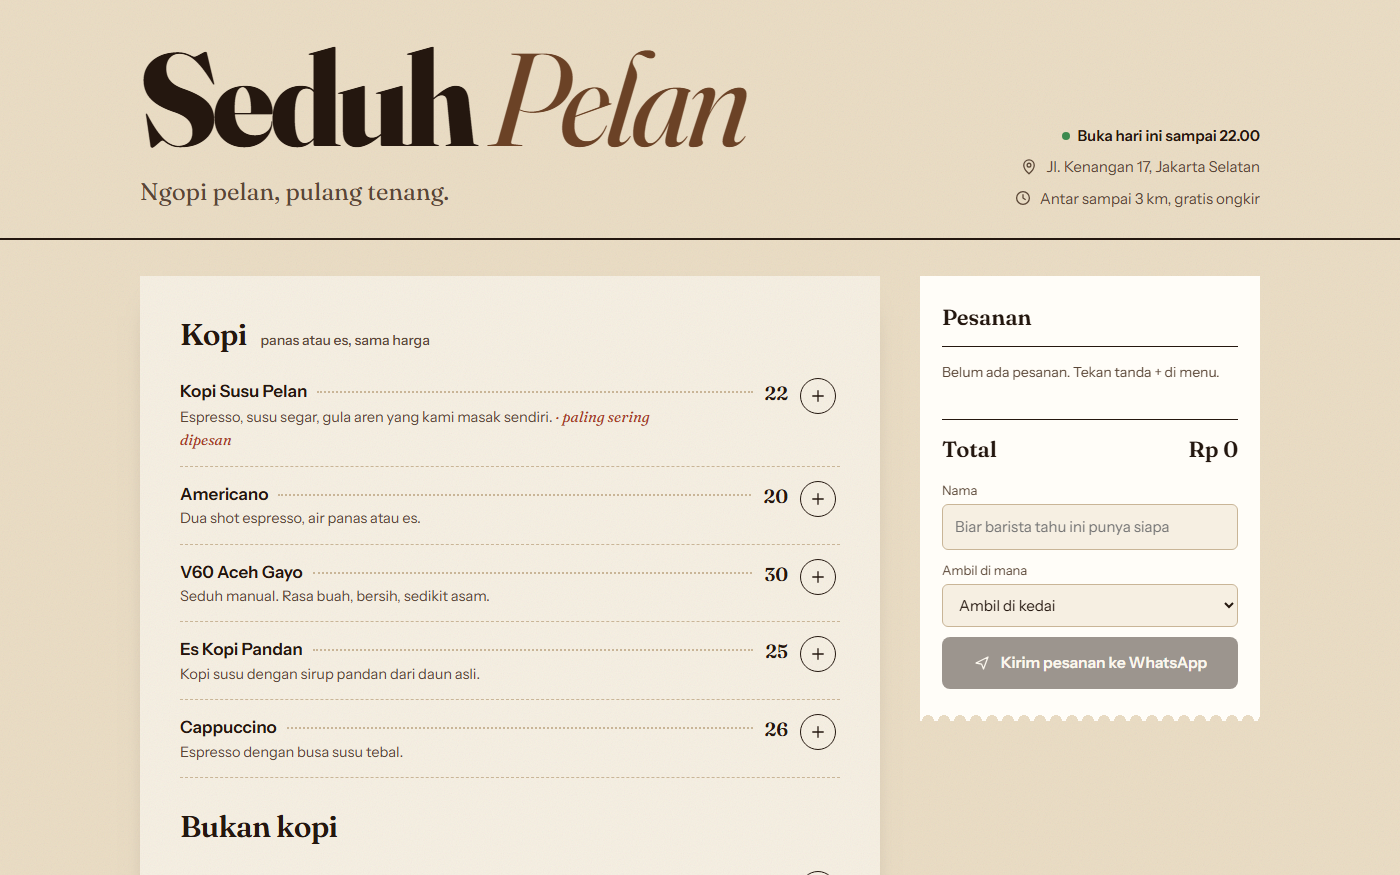 Seduh Pelan
Ngopi pelan, pulang tenang.
Buka hari ini sampai 22.00
Jl. Kenangan 17, Jakarta Selatan
Antar sampai 3 km, gratis ongkir
Kopi panas atau es, sama harga
Kopi Susu Pelan 22 +
Espresso, susu segar, gula aren yang kami masak sendiri. · paling sering
dipesan
Americano 20 +
Dua shot espresso, air panas atau es.
V60 Aceh Gayo 30 +
Seduh manual. Rasa buah, bersih, sedikit asam.
Es Kopi Pandan 25 +
Kopi susu dengan sirup pandan dari daun asli.
Cappuccino 26 +
Espresso dengan busa susu tebal.
Bukan kopi
Pesanan
Belum ada pesanan. Tekan tanda + di menu.
Total Rp 0
Nama
Biar barista tahu ini punya siapa
Ambil di mana
Ambil di kedai
Kirim pesanan ke WhatsApp